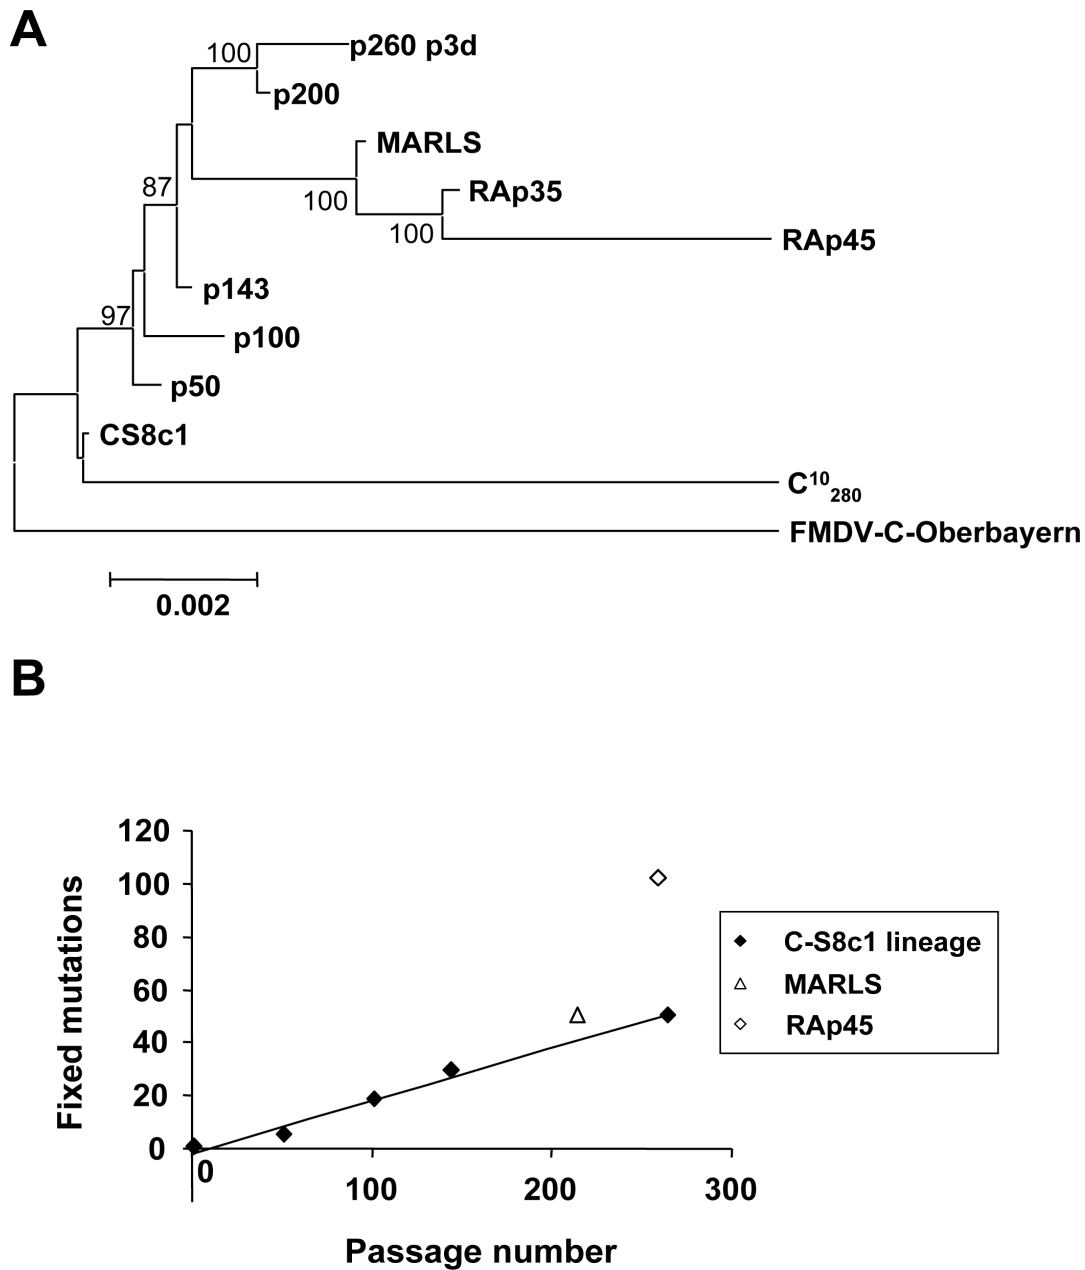 A
100
p260 p3d
p200
MARLS
87
100
RAp35
100
RAp45
p143
97
p100
p50
CS8c1
C¹⁰₂₈₀
FMDV-C-Oberbayern
0.002
B
120
100
80
60
40
20
0
Fixed mutations
0
100
200
300
Passage number
C-S8c1 lineage
MARLS
RAp45